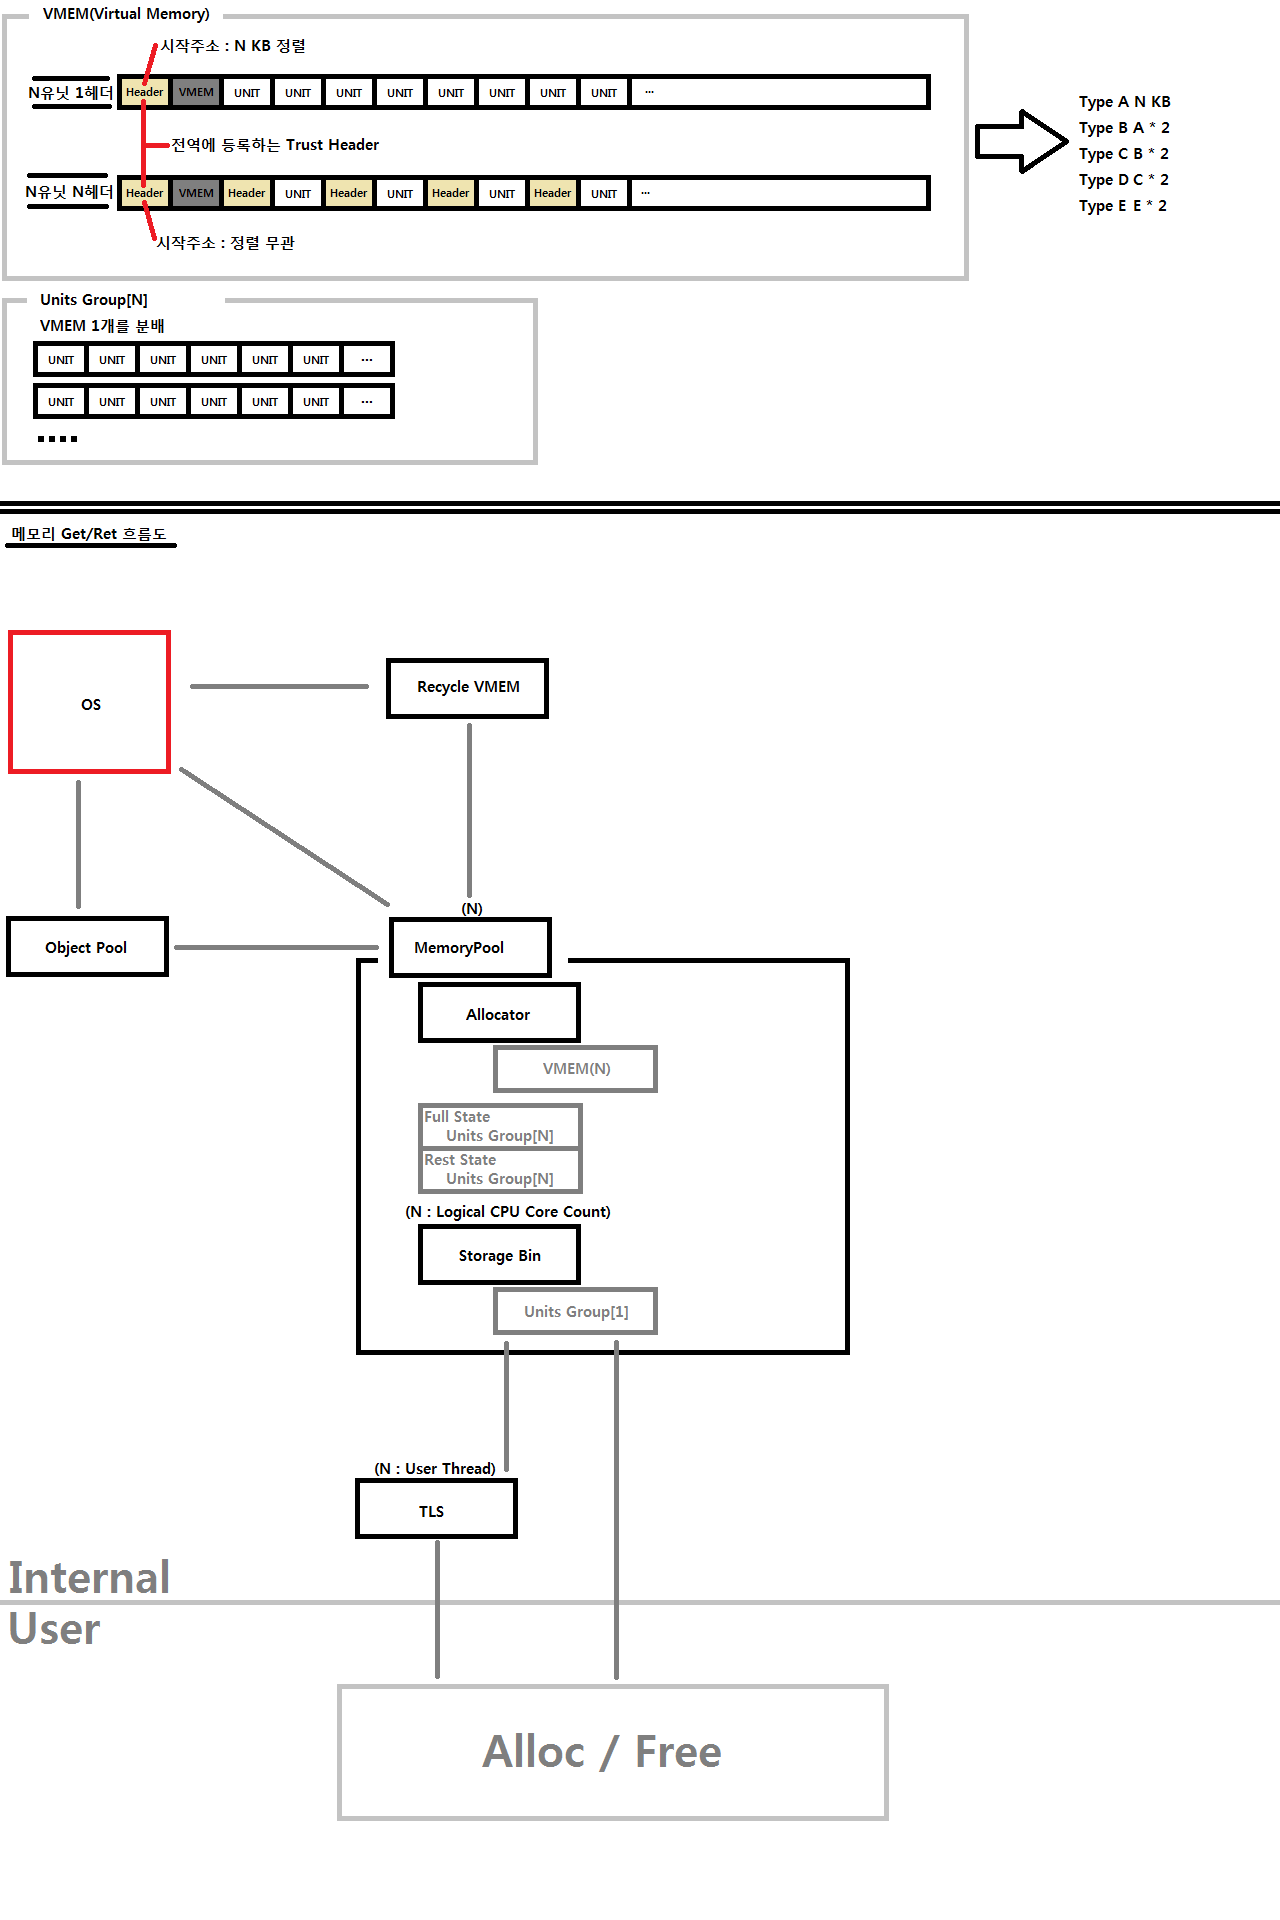 VMEM(Virtual Memory)
시작주소 : N KB 정렬
N유닛 1헤더
Header VMEM UNIT UNIT UNIT UNIT UNIT UNIT UNIT UNIT ...
전역에 등록하는 Trust Header
N유닛 N헤더
Header VMEM Header UNIT Header UNIT Header UNIT Header UNIT ...
시작주소 : 정렬 무관
Type A N KB
Type B A * 2
Type C B * 2
Type D C * 2
Type E E * 2
Units Group[N]
VMEM 1개를 분배
UNIT UNIT UNIT UNIT UNIT UNIT ...
UNIT UNIT UNIT UNIT UNIT UNIT ...
....
메모리 Get/Ret 흐름도
OS
Recycle VMEM
Object Pool
(N)
MemoryPool
Allocator
VMEM(N)
Full State
Units Group[N]
Rest State
Units Group[N]
(N : Logical CPU Core Count)
Storage Bin
Units Group[1]
(N : User Thread)
TLS
Internal
User
Alloc / Free